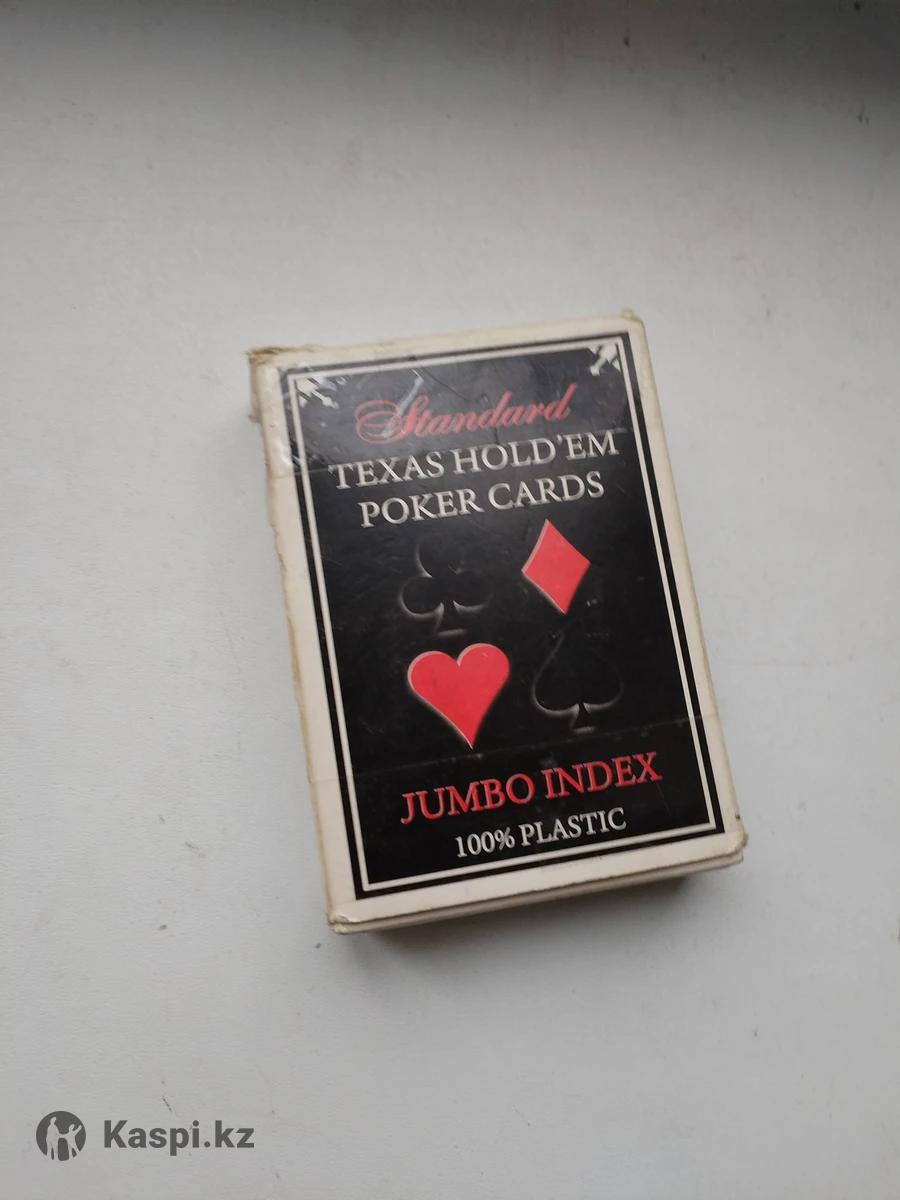 Standard
TEXAS HOLD'EM
POKER CARDS
JUMBO INDEX
100% PLASTIC
Kaspi.kz